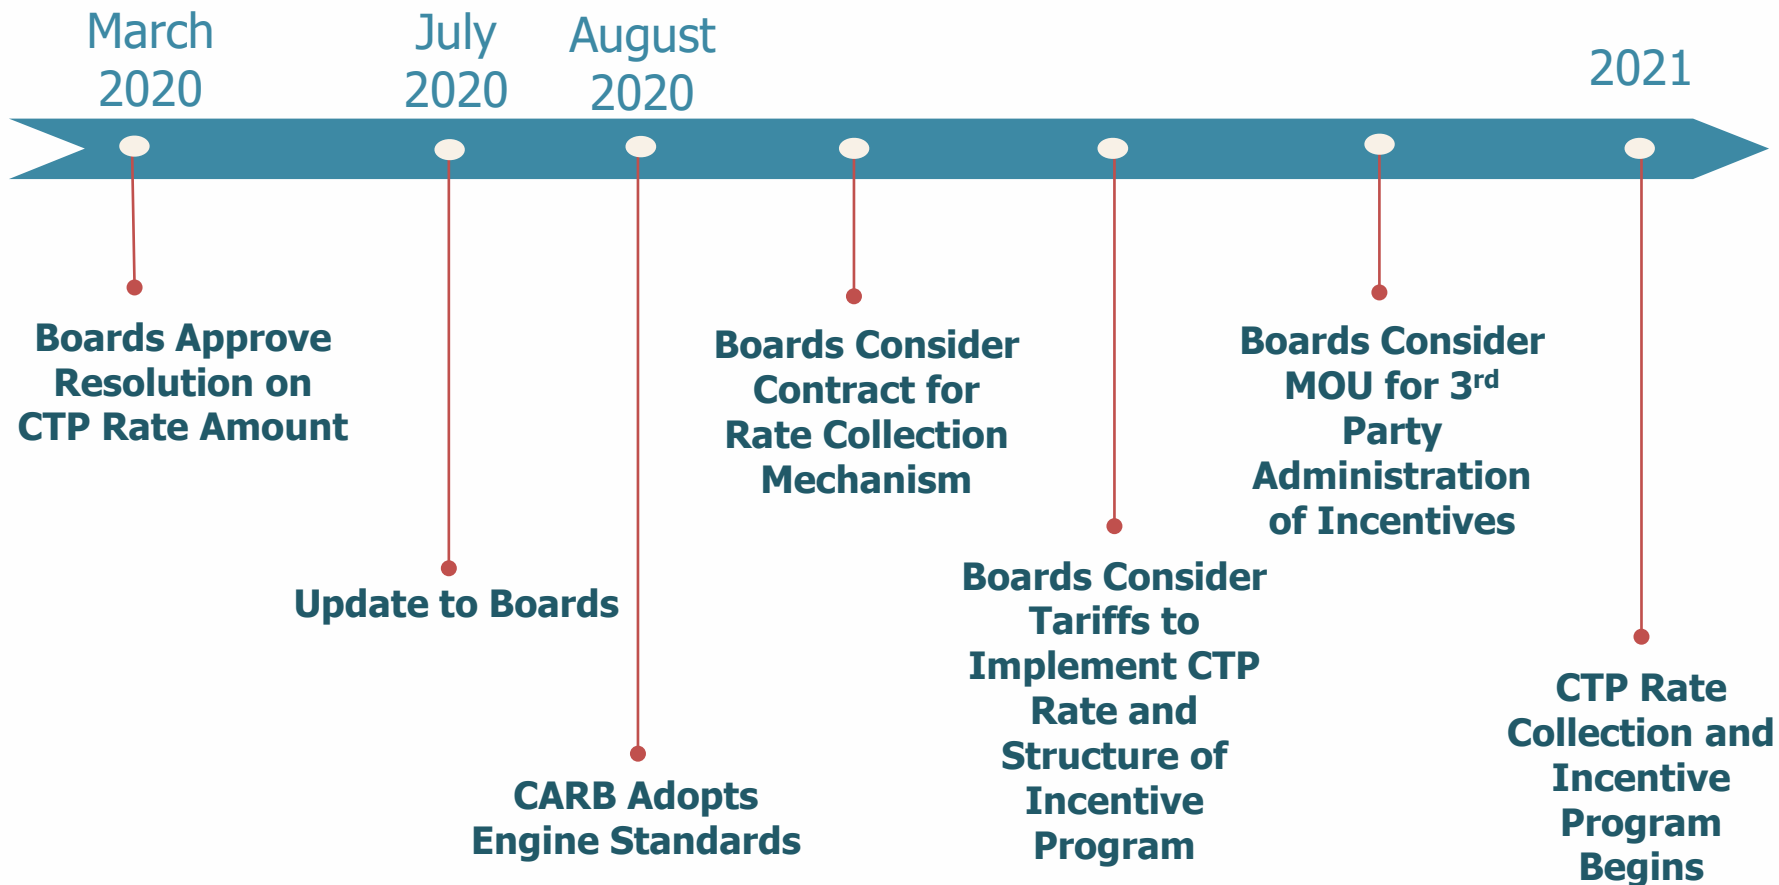 March
2020
July
2020
August
2020
2021
Boards Approve
Resolution on
CTP Rate Amount
Update to Boards
CARB Adopts
Engine Standards
Boards Consider
Contract for
Rate Collection
Mechanism
Boards Consider
Tariffs to
Implement CTP
Rate and
Structure of
Incentive
Program
Boards Consider
MOU for 3rd
Party
Administration
of Incentives
CTP Rate
Collection and
Incentive
Program
Begins